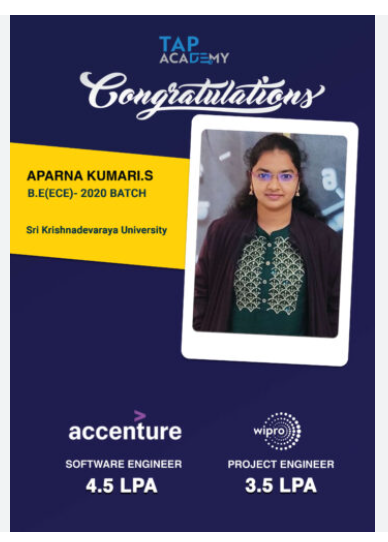 TAP
ACADEMY
Congratulations
APARNA KUMARI.S
B.E(ECE)- 2020 BATCH
Sri Krishnadevaraya University
accenture
SOFTWARE ENGINEER
4.5 LPA
wipro
PROJECT ENGINEER
3.5 LPA